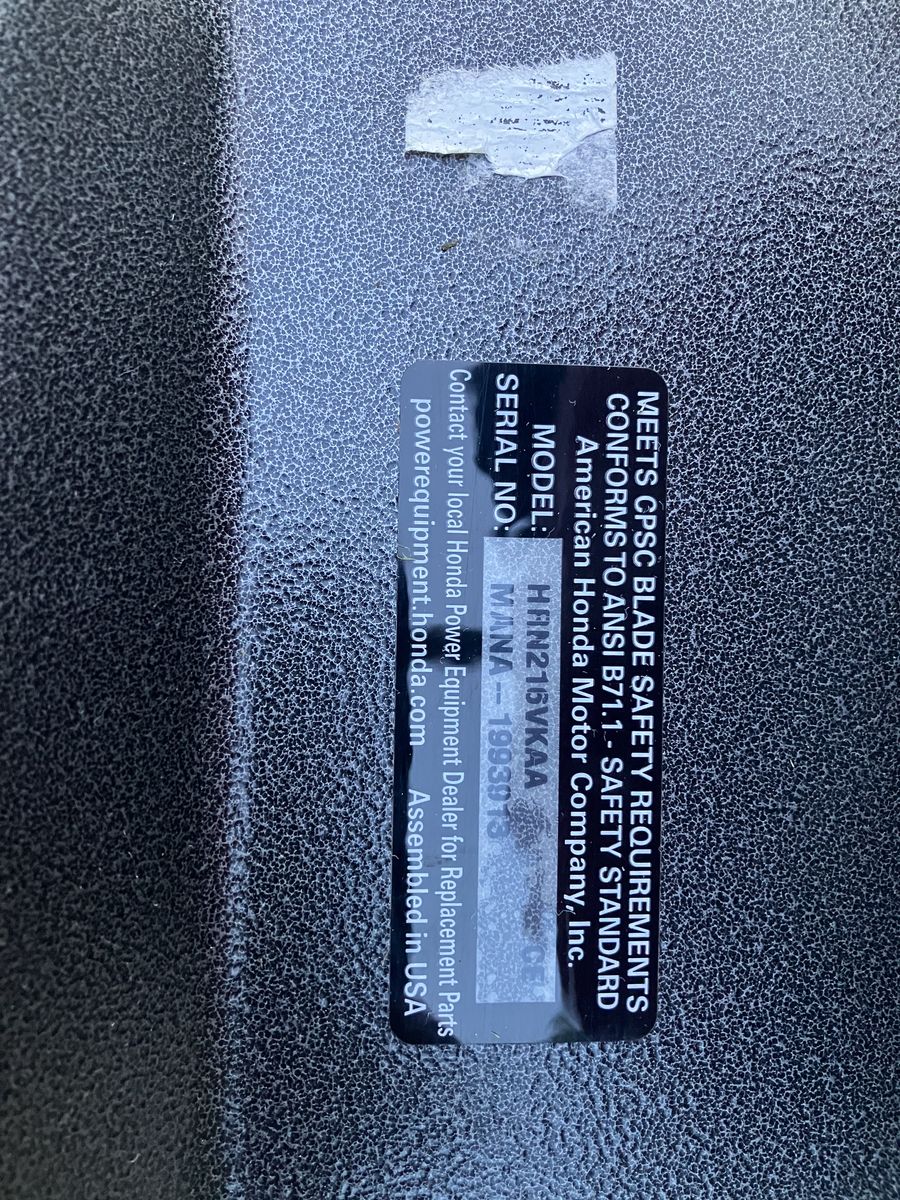 MEETS CPSC BLADE SAFETY REQUIREMENTS
CONFORMS TO ANSI B71.1 - SAFETY STANDARD
American Honda Motor Company, Inc.
MODEL: HRN216VKAA
SERIAL NO: MANA - 1993913
Contact your local Honda Power Equipment Dealer for Replacement Parts
powerequipment.honda.com Assembled in USA